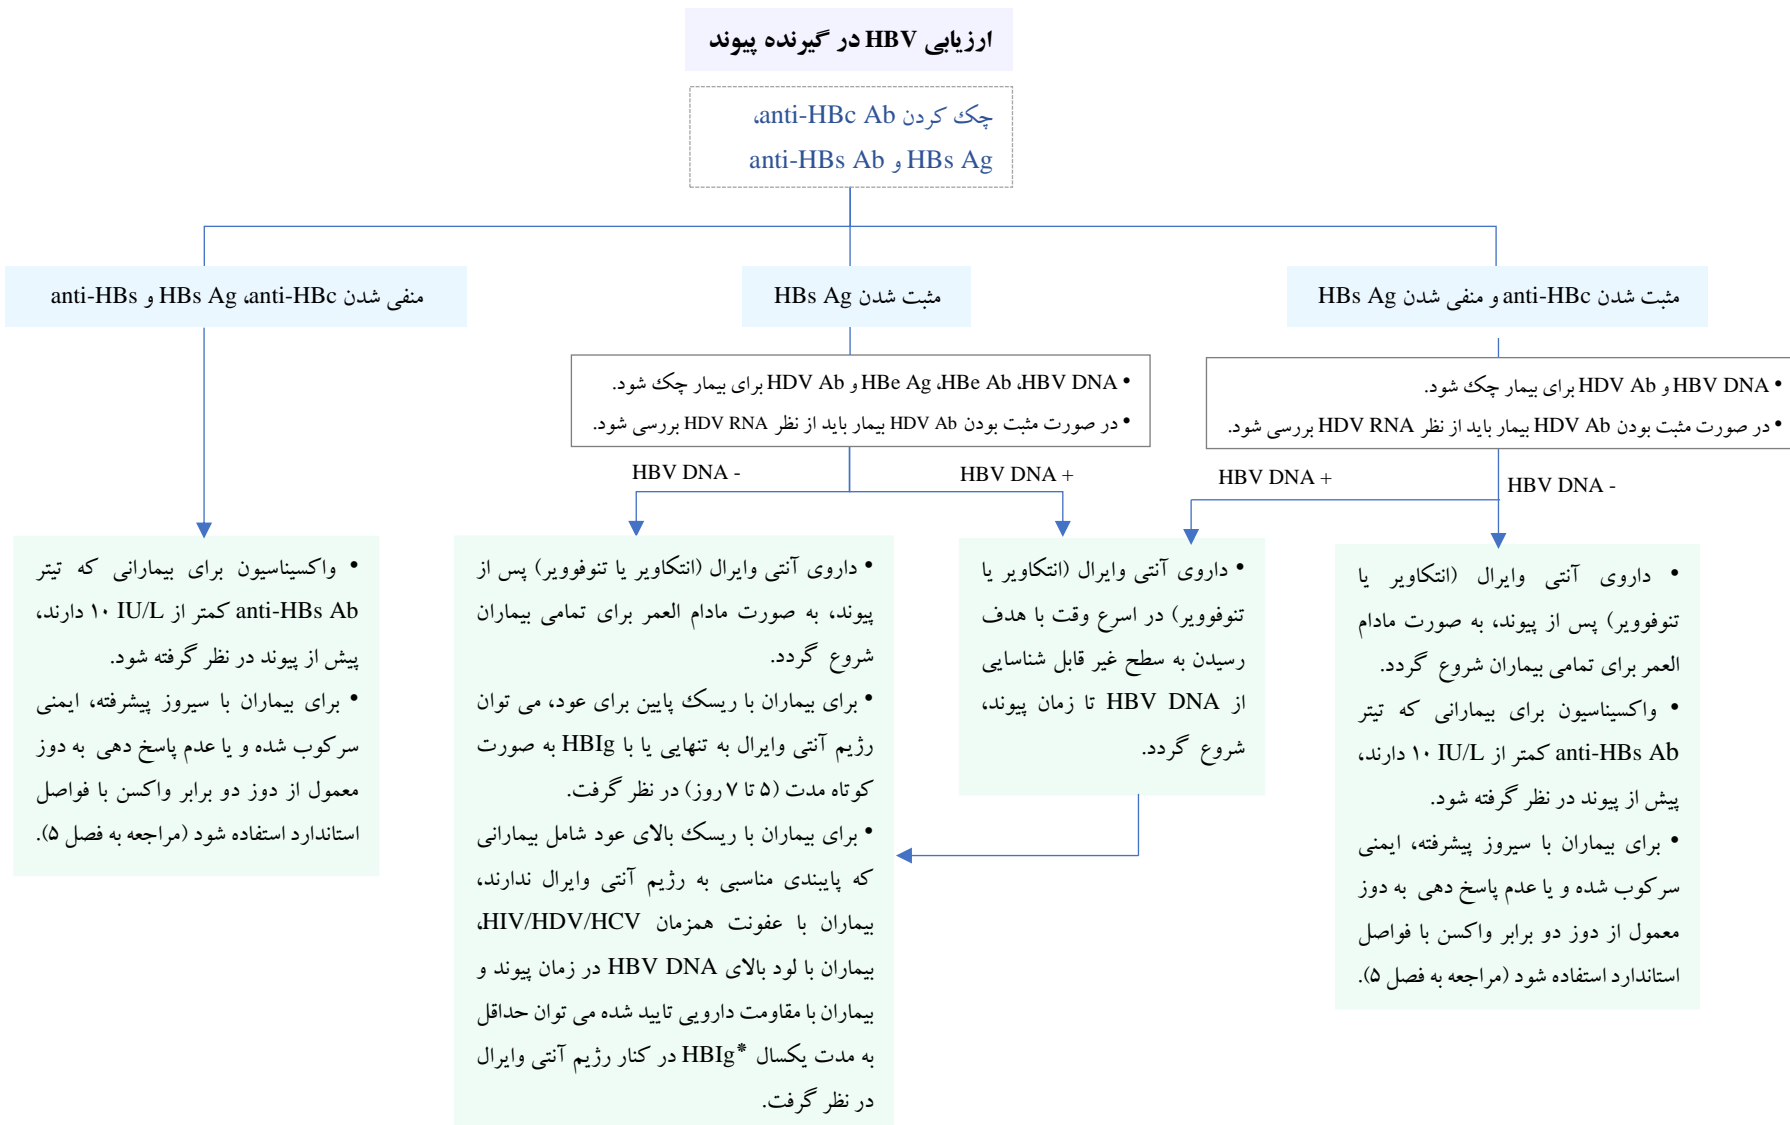 ارزیابی HBV در گیرنده پیوند
چک کردن anti-HBc Ab،
HBs Ag و anti-HBs Ab
مثبت شدن anti-HBc و منفی شدن HBs Ag
مثبت شدن HBs Ag
منفی شدن HBs Ag ،anti-HBc و anti-HBs
• HBV DNA و HDV Ab برای بیمار چک شود.
• در صورت مثبت بودن HDV Ab بیمار باید از نظر HDV RNA بررسی شود.
• HBe Ag ،HBe Ab ،HBV DNA و HDV Ab برای بیمار چک شود.
• در صورت مثبت بودن HDV Ab بیمار باید از نظر HDV RNA بررسی شود.
HBV DNA -
HBV DNA +
HBV DNA +
HBV DNA -
• داروی آنتی وایرال (انتکاویر یا
تنوفوویر) پس از پیوند، به صورت مادام
العمر برای تمامی بیماران شروع گردد.
• واکسیناسیون برای بیمارانی که تیتر
anti-HBs Ab کمتر از ۱۰ IU/L دارند،
پیش از پیوند در نظر گرفته شود.
• برای بیماران با سیروز پیشرفته، ایمنی
سرکوب شده و یا عدم پاسخ دهی به دوز
معمول از دوز دو برابر واکسن با فواصل
استاندارد استفاده شود (مراجعه به فصل ۵).
• داروی آنتی وایرال (انتکاویر یا
تنوفوویر) در اسرع وقت با هدف
رسیدن به سطح غیر قابل شناسایی
از HBV DNA تا زمان پیوند،
شروع گردد.
• داروی آنتی وایرال (انتکاویر یا تنوفوویر) پس از
پیوند، به صورت مادام العمر برای تمامی بیماران
شروع گردد.
• برای بیماران با ریسک پایین برای عود، می توان
رژیم آنتی وایرال به تنهایی یا با HBIg به صورت
کوتاه مدت (۵ تا ۷ روز) در نظر گرفت.
• برای بیماران با ریسک بالای عود شامل بیمارانی
که پایبندی مناسبی به رژیم آنتی وایرال ندارند،
بیماران با عفونت همزمان HIV/HDV/HCV،
بیماران با لود بالای HBV DNA در زمان پیوند و
بیماران با مقاومت دارویی تایید شده می توان حداقل
به مدت یکسال HBIg* در کنار رژیم آنتی وایرال
در نظر گرفت.
• واکسیناسیون برای بیمارانی که تیتر
anti-HBs Ab کمتر از ۱۰ IU/L دارند،
پیش از پیوند در نظر گرفته شود.
• برای بیماران با سیروز پیشرفته، ایمنی
سرکوب شده و یا عدم پاسخ دهی به دوز
معمول از دوز دو برابر واکسن با فواصل
استاندارد استفاده شود (مراجعه به فصل ۵).